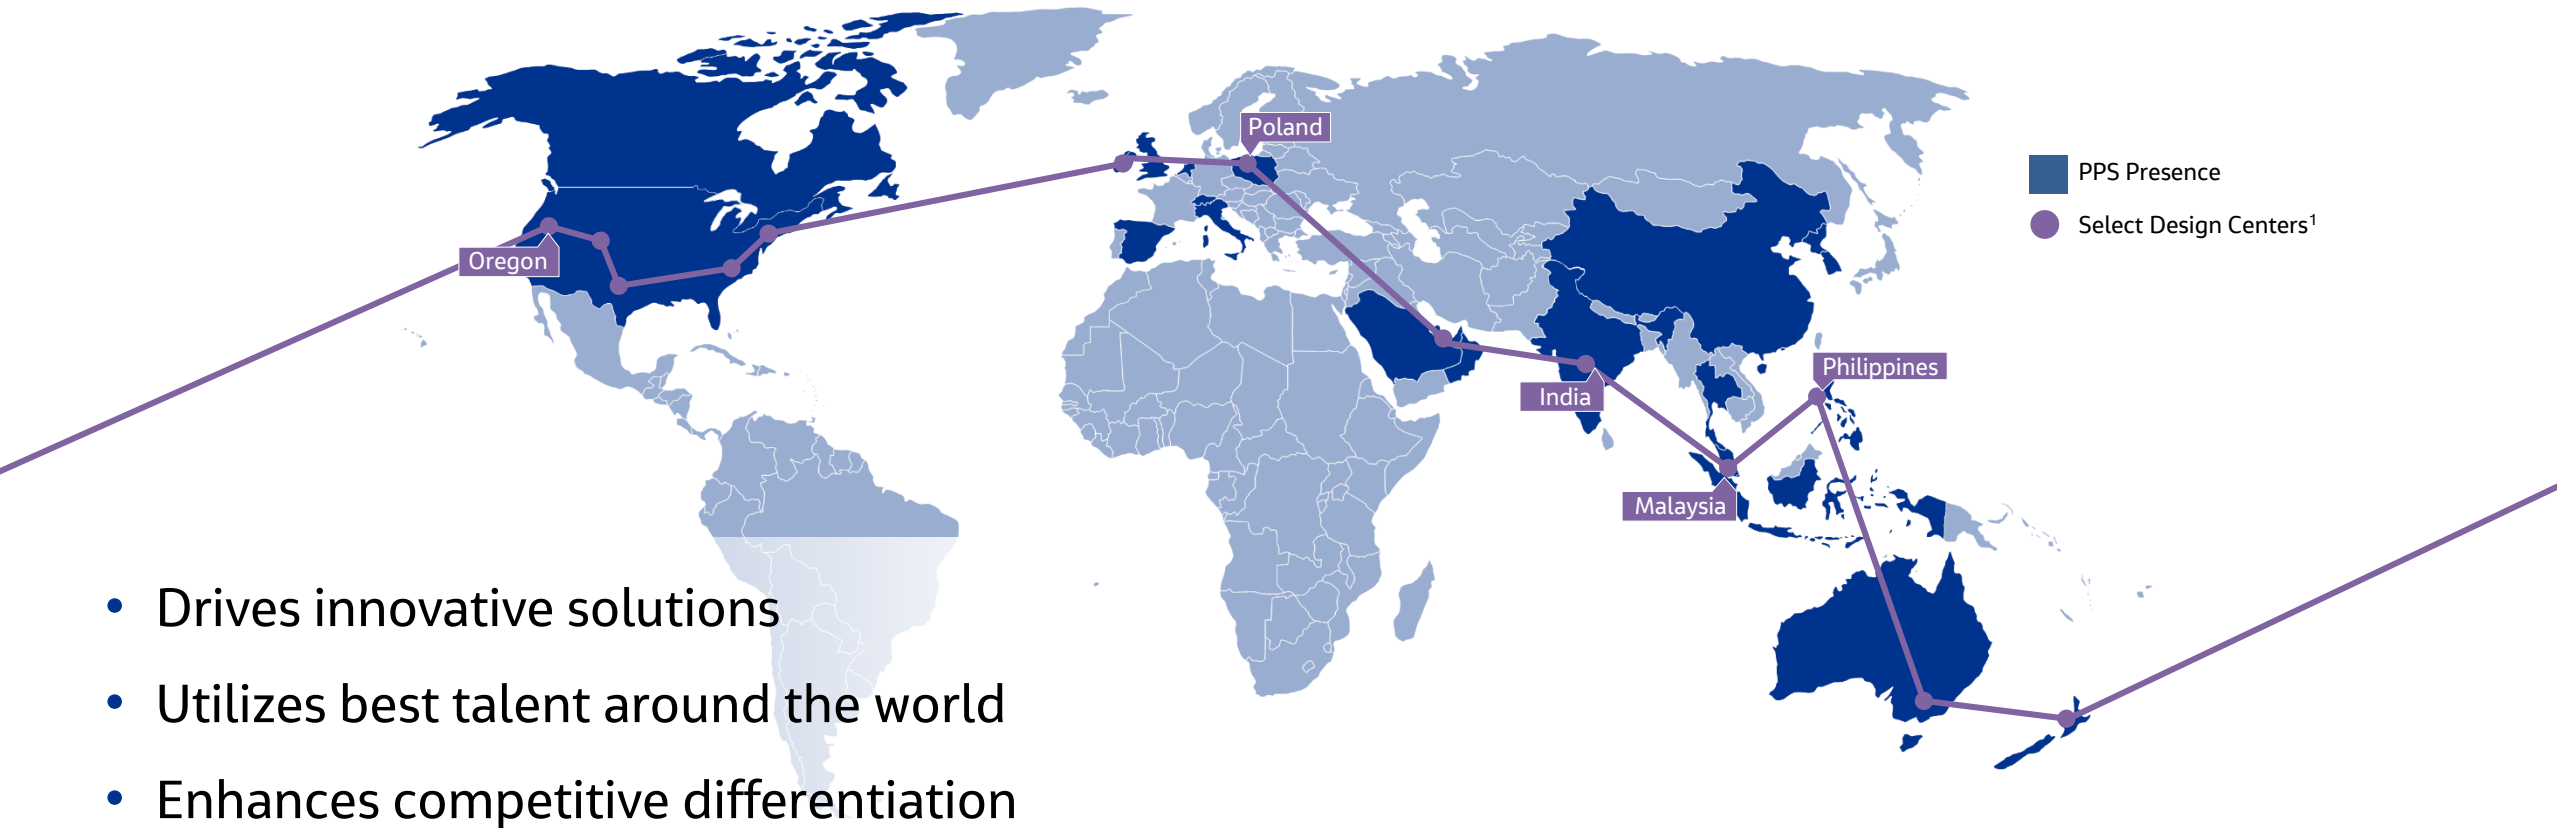 Poland
PPS Presence
Select Design Centers¹
Oregon
Philippines
India
Malaysia
• Drives innovative solutions
• Utilizes best talent around the world
• Enhances competitive differentiation